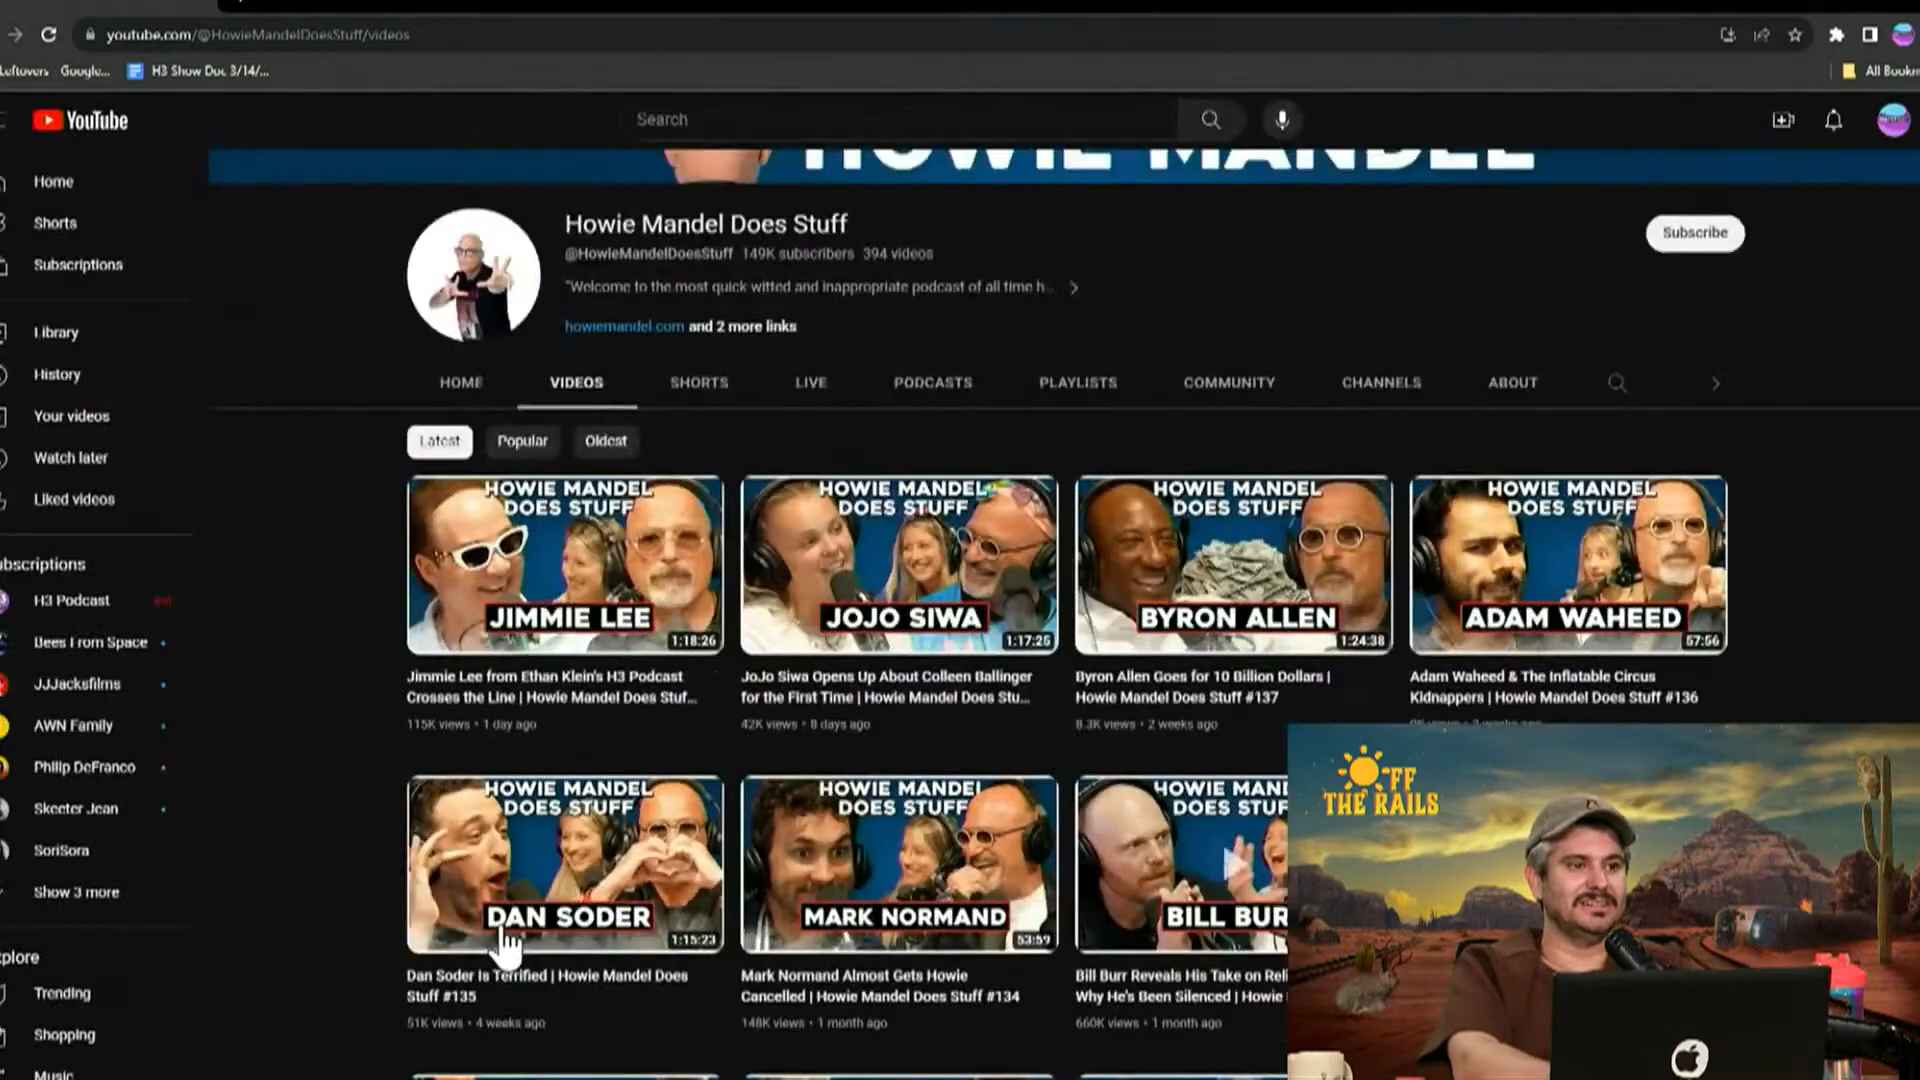 youtube.com/@HowieMandelDoesStuff/videos
Leftovers
Google...
H3 Show Doc 3/14/...
All Bookm
YouTube
Search
HOWIE MANDEL
Home
Shorts
Subscriptions
Library
History
Your videos
Watch later
Liked videos
ubscriptions
H3 Podcast
Bees From Space
JJJacksfilms
AWN Family
Philip DeFranco
Skeeter Jean
SoriSora
Show 3 more
xplore
Trending
Shopping
Music
Howie Mandel Does Stuff
@HowieMandelDoesStuff 149K subscribers 394 videos
"Welcome to the most quick witted and inappropriate podcast of all time h...
howiemandel.com and 2 more links
Subscribe
HOME
VIDEOS
SHORTS
LIVE
PODCASTS
PLAYLISTS
COMMUNITY
CHANNELS
ABOUT
Latest
Popular
Oldest
HOWIE MANDEL
DOES STUFF
JIMMIE LEE
1:18:26
Jimmie Lee from Ethan Klein's H3 Podcast
Crosses the Line | Howie Mandel Does Stuf...
115K views • 1 day ago
HOWIE MANDEL
DOES STUFF
JOJO SIWA
1:17:25
JoJo Siwa Opens Up About Colleen Ballinger
for the First Time | Howie Mandel Does Stu...
42K views • 8 days ago
HOWIE MANDEL
DOES STUFF
BYRON ALLEN
1:24:38
Byron Allen Goes for 10 Billion Dollars |
Howie Mandel Does Stuff #137
8.3K views • 2 weeks ago
HOWIE MANDEL
DOES STUFF
ADAM WAHEED
57:56
Adam Waheed & The Inflatable Circus
Kidnappers | Howie Mandel Does Stuff #136
HOWIE MANDEL
DOES STUFF
DAN SODER
1:15:23
Dan Soder Is Terrified | Howie Mandel Does
Stuff #135
51K views • 4 weeks ago
HOWIE MANDEL
DOES STUFF
MARK NORMAND
53:59
Mark Normand Almost Gets Howie
Cancelled | Howie Mandel Does Stuff #134
148K views • 1 month ago
HOWIE MAN
DOES STUF
BILL BUR
Bill Burr Reveals His Take on Reli
Why He's Been Silenced | Howie
660K views • 1 month ago
OFF
THE RAILS